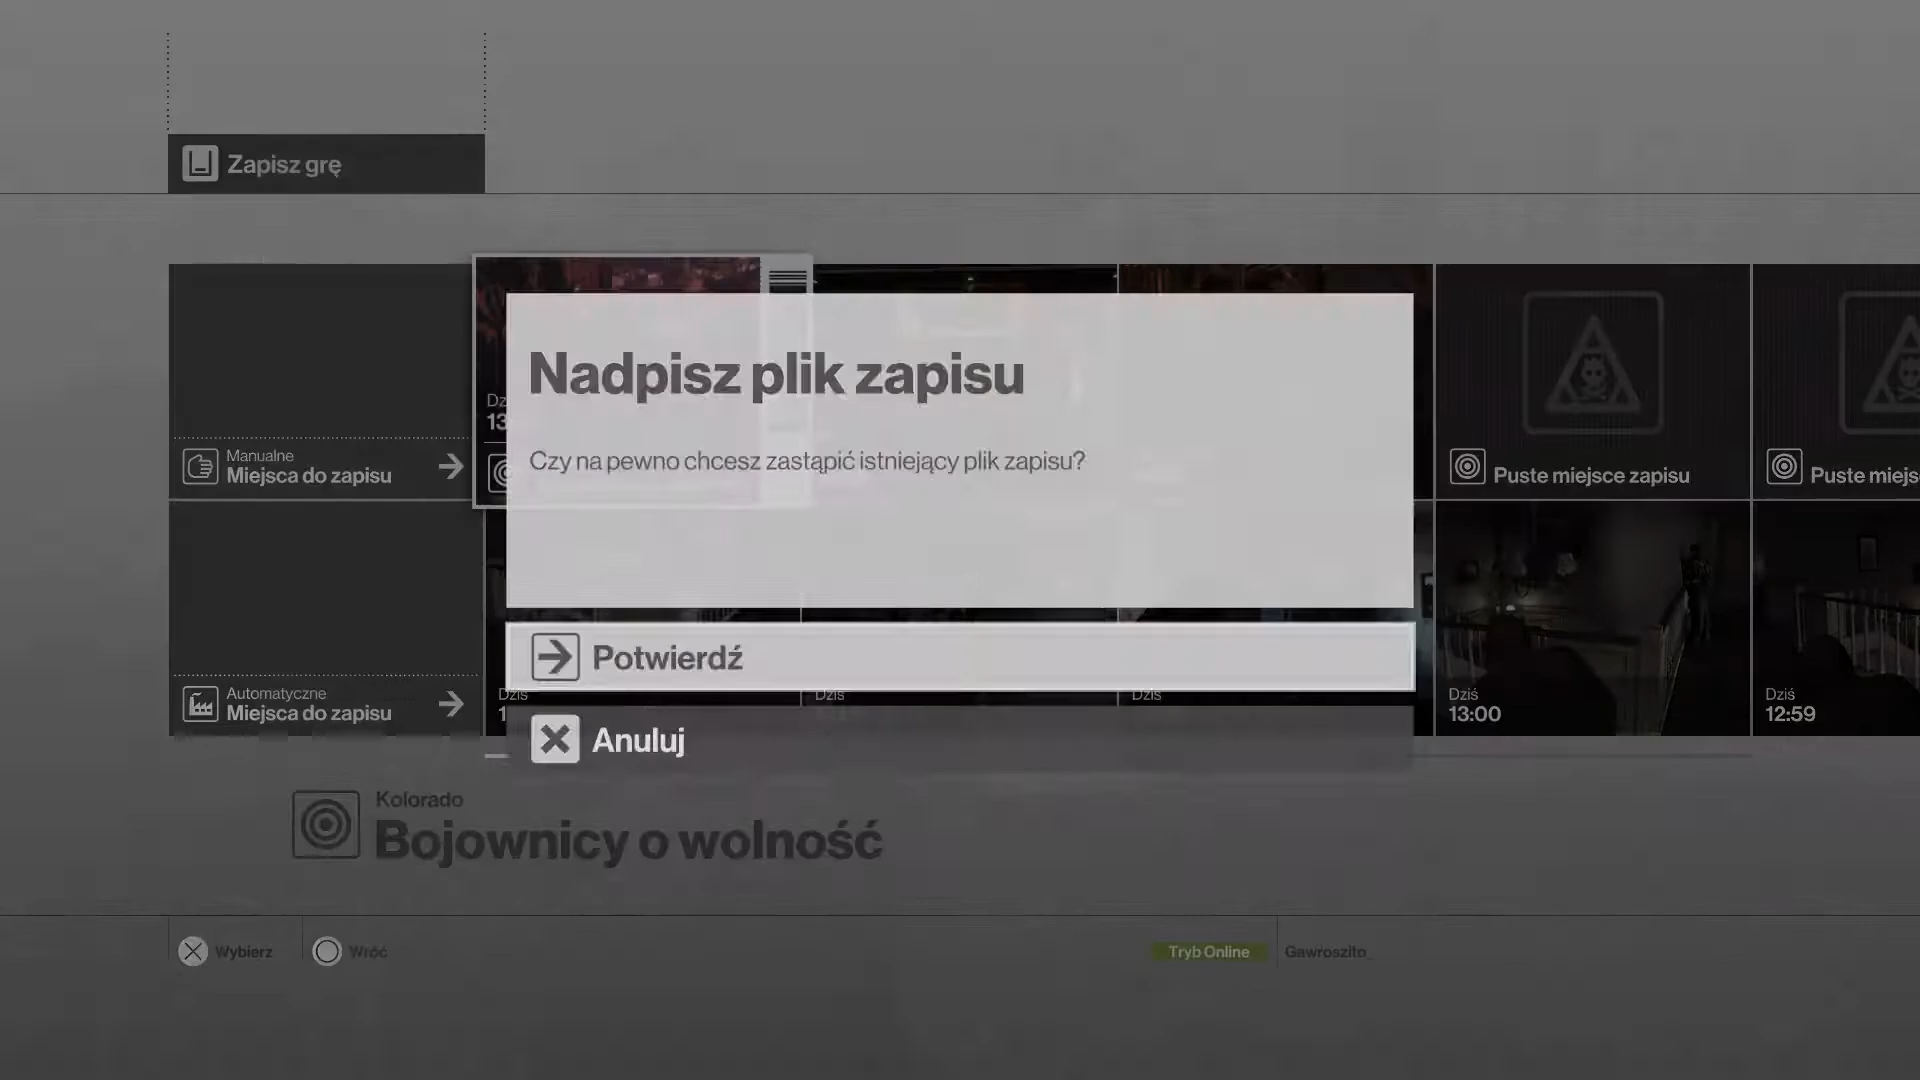 Zapisz grę
Nadpisz plik zapisu
Czy na pewno chcesz zastąpić istniejący plik zapisu?
Manualne
Miejsca do zapisu
Puste miejsce zapisu
Puste
Potwierdź
Anuluj
Automatyczne
Miejsca do zapisu
Dziś
Dziś
Dziś
Dziś
13:00
Dziś
12:59
Kolorado
Bojownicy o wolność
Wybierz
Wróć
Tryb Online
Gawroszito_